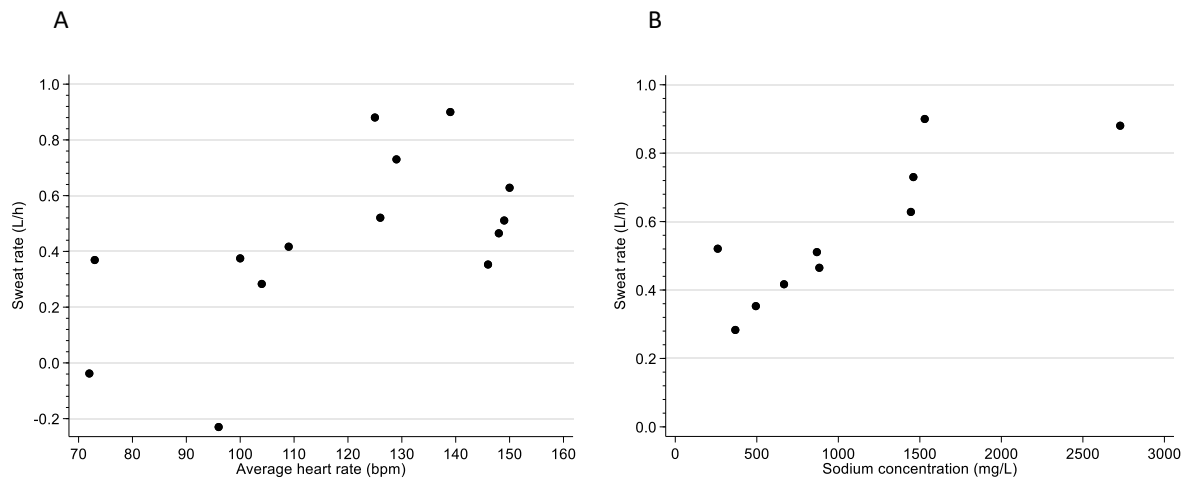 A
Sweat rate (L/h)
1.0
0.8
0.6
0.4
0.2
0.0
-0.2
70 80 90 100 110 120 130 140 150 160
Average heart rate (bpm)
B
Sweat rate (L/h)
1.0
0.8
0.6
0.4
0.2
0.0
0 500 1000 1500 2000 2500 3000
Sodium concentration (mg/L)